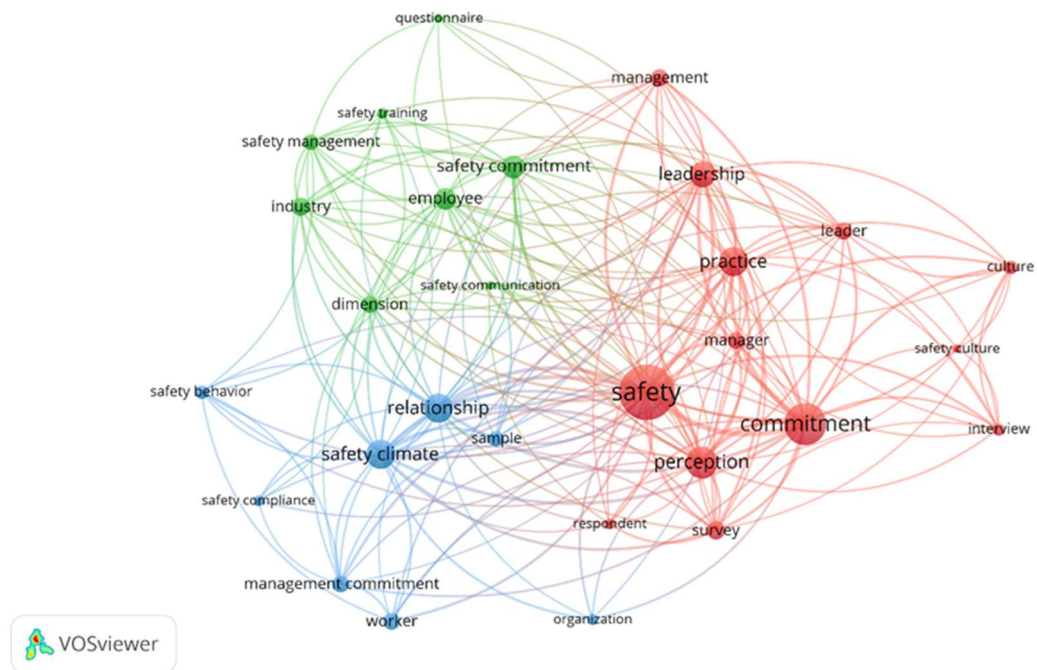 questionnaire
management
safety training
safety management
safety commitment
leadership
employee
industry
leader
practice
culture
safety communication
dimension
manager
safety culture
safety behavior
safety
relationship
commitment
interview
sample
safety climate
perception
safety compliance
respondent
survey
management commitment
worker
organization
VOSviewer